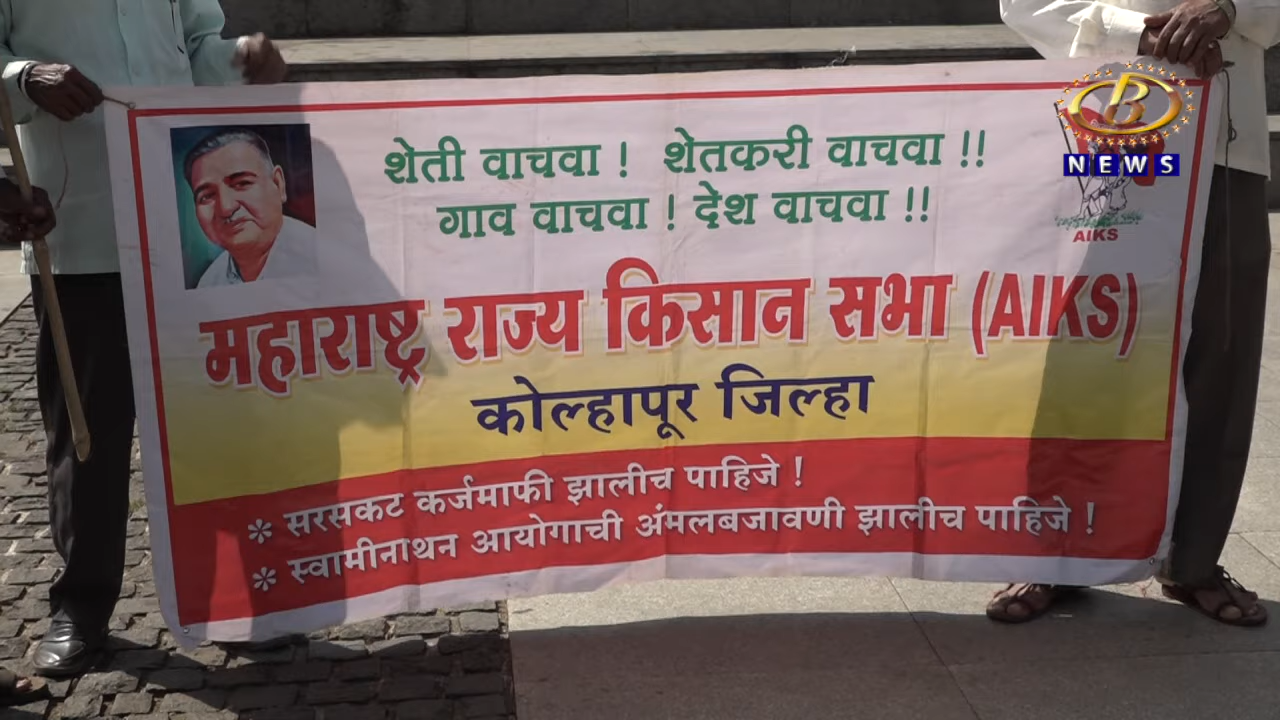 शेती वाचवा ! शेतकरी वाचवा !!
गाव वाचवा ! देश वाचवा !!
B
NEWS
AIKS
महाराष्ट्र राज्य किसान सभा (AIKS)
कोल्हापूर जिल्हा
* सरसकट कर्जमाफी झालीच पाहिजे !
* स्वामीनाथन आयोगाची अंमलबजावणी झालीच पाहिजे !